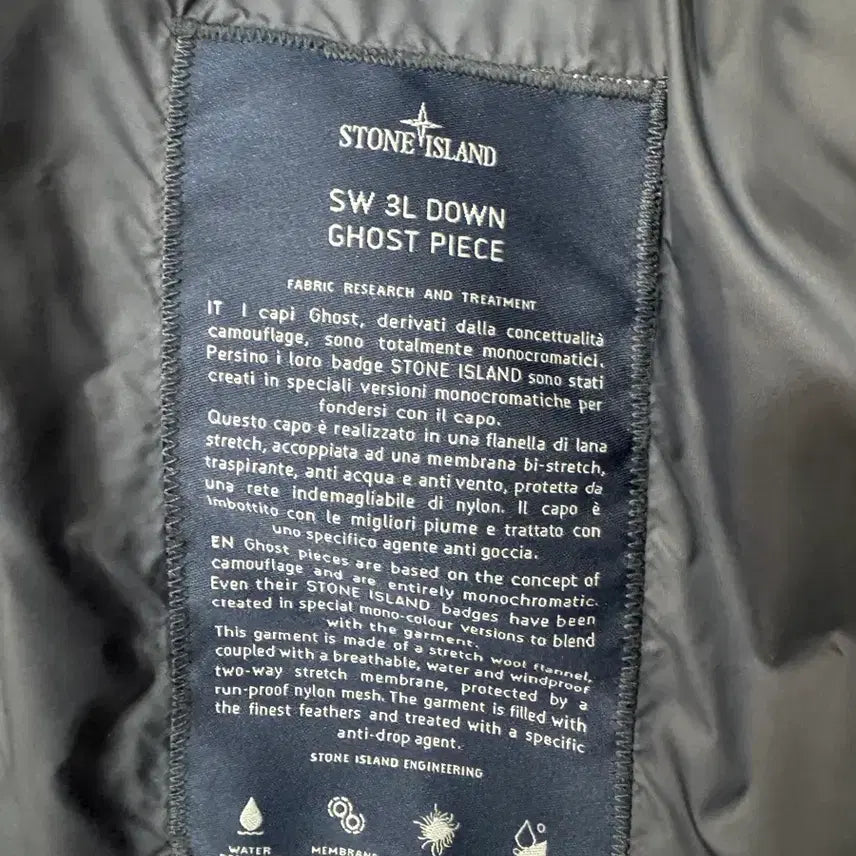 STONE ISLAND
SW 3L DOWN
GHOST PIECE
FABRIC RESEARCH AND TREATMENT
IT I capi Ghost, derivati dalla concettualità
camouflage, sono totalmente monocromatici.
Persino i loro badge STONE ISLAND sono stati
creati in speciali versioni monocromatiche per
fondersi con il capo.
Questo capo è realizzato in una flanella di lana
stretch, accoppiata ad una membrana bi-stretch,
traspirante, anti acqua e anti vento, protetta da
una rete indemagliabile di nylon. Il capo è
imbottito con le migliori piume e trattato con
uno specifico agente anti goccia.
EN Ghost pieces are based on the concept of
camouflage and are entirely monochromatic.
Even their STONE ISLAND badges have been
created in special mono-colour versions to blend
with the garment.
This garment is made of a stretch wool flannel,
coupled with a breathable, water and windproof
two-way stretch membrane, protected by a
run-proof nylon mesh. The garment is filled with
the finest feathers and treated with a specific
anti-drop agent.
STONE ISLAND ENGINEERING
WATER
MEMBRANE